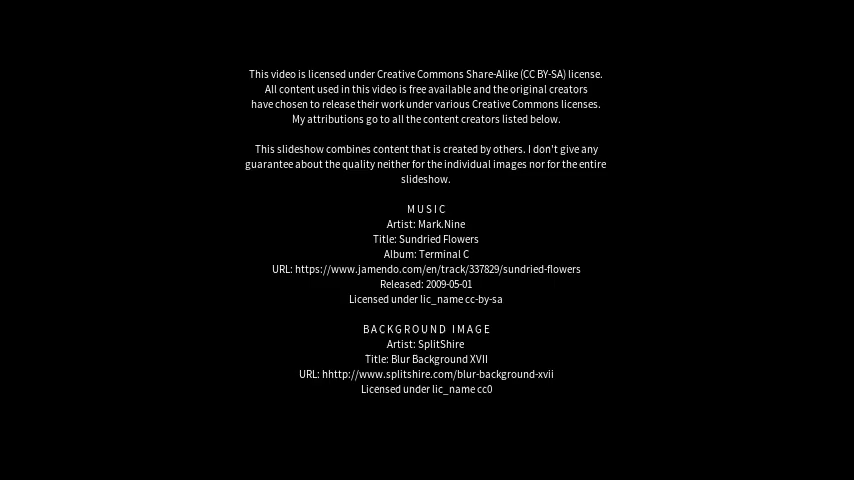 This video is licensed under Creative Commons Share-Alike (CC BY-SA) license.
All content used in this video is free available and the original creators
have chosen to release their work under various Creative Commons licenses.
My attributions go to all the content creators listed below.
This slideshow combines content that is created by others. I don't give any
guarantee about the quality neither for the individual images nor for the entire
slideshow.
MUSIC
Artist: Mark.Nine
Title: Sundried Flowers
Album: Terminal C
URL: https://www.jamendo.com/en/track/337829/sundried-flowers
Released: 2009-05-01
Licensed under lic_name cc-by-sa
BACKGROUND IMAGE
Artist: SplitShire
Title: Blur Background XVII
URL: hhttp://www.splitshire.com/blur-background-xvii
Licensed under lic_name cc0